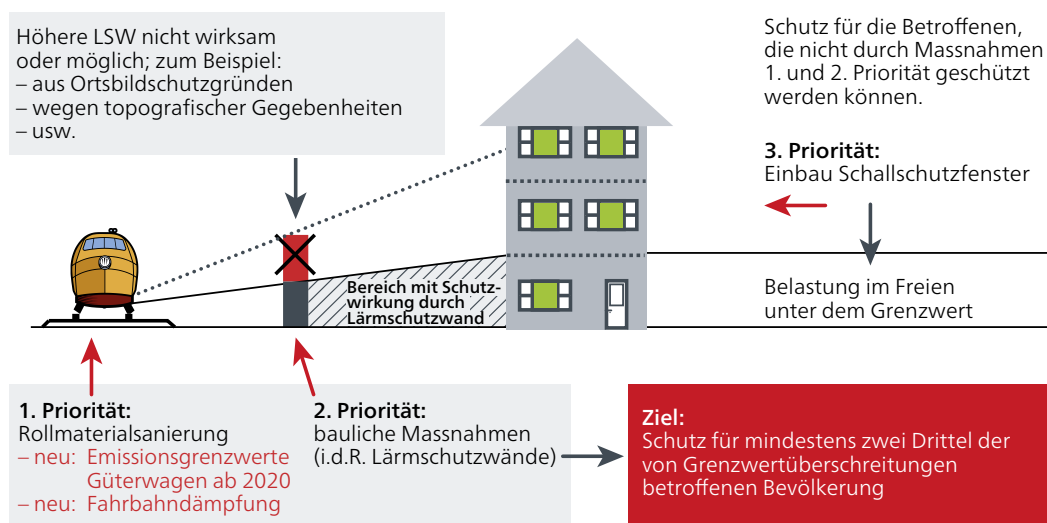 Höhere LSW nicht wirksam
oder möglich; zum Beispiel:
– aus Ortsbildschutzgründen
– wegen topografischer Gegebenheiten
– usw.
Schutz für die Betroffenen,
die nicht durch Massnahmen
1. und 2. Priorität geschützt
werden können.
3. Priorität:
Einbau Schallschutzfenster
Bereich mit Schutz-
wirkung durch
Lärmschutzwand
Belastung im Freien
unter dem Grenzwert
1. Priorität:
Rollmaterialsanierung
– neu: Emissionsgrenzwerte
Güterwagen ab 2020
– neu: Fahrbahndämpfung
2. Priorität:
bauliche Massnahmen
(i.d.R. Lärmschutzwände)
Ziel:
Schutz für mindestens zwei Drittel der
von Grenzwertüberschreitungen
betroffenen Bevölkerung